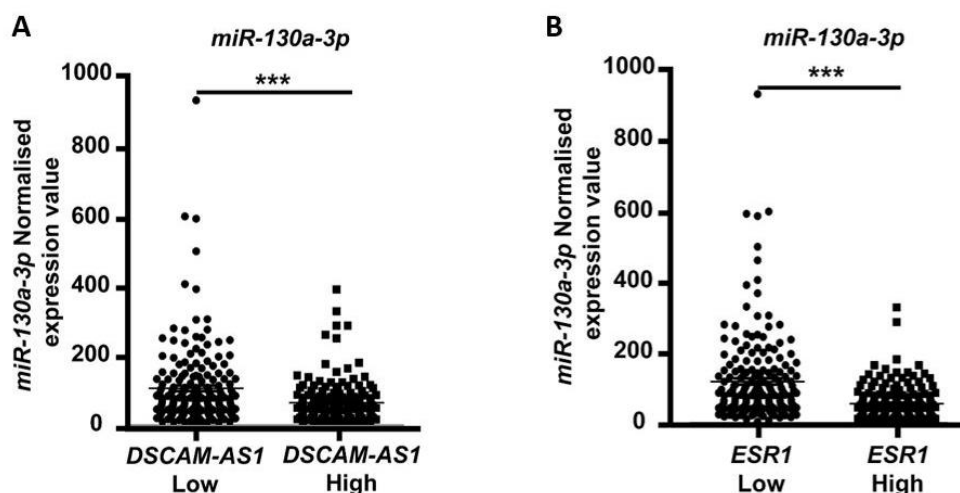 A
miR-130a-3p
***
miR-130a-3p Normalised
expression value
1000
800
600
400
200
0
DSCAM-AS1
Low
DSCAM-AS1
High
B
miR-130a-3p
***
miR-130a-3p Normalised
expression value
1000
800
600
400
200
0
ESR1
Low
ESR1
High